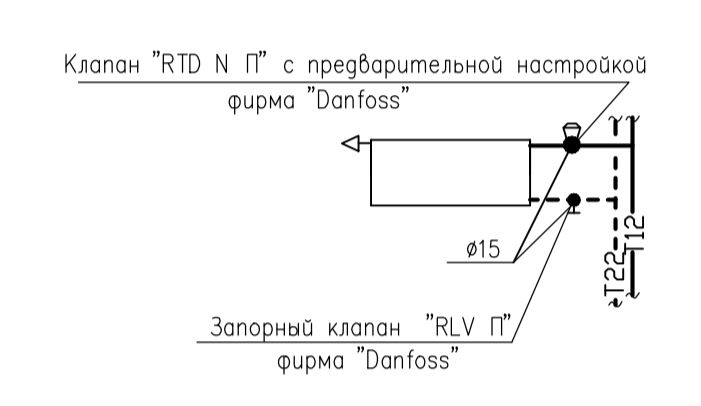 Клапан "RTD N П" с предварительной настройкой
фирма "Danfoss"
ø15
T22
T12
Запорный клапан "RLV П"
фирма "Danfoss"